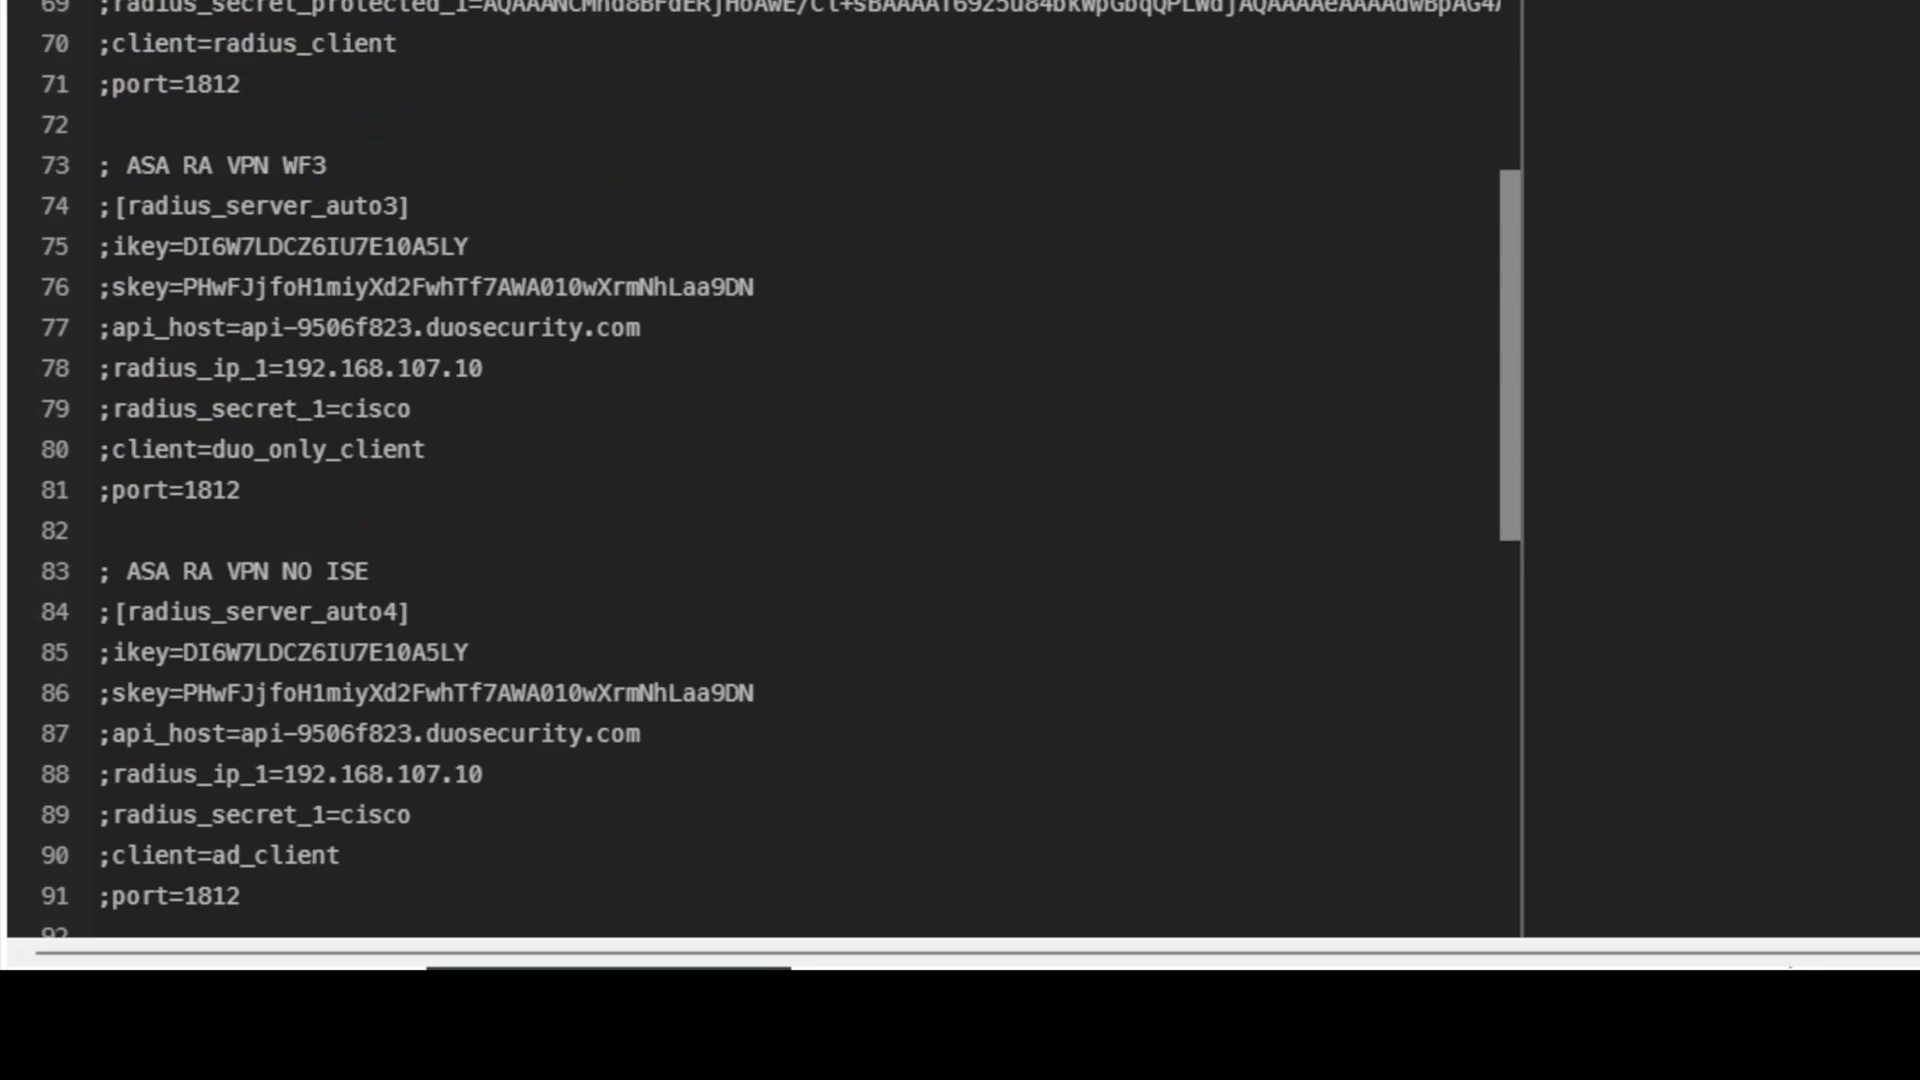 70 ;client=radius_client
71 ;port=1812
72
73 ; ASA RA VPN WF3
74 ;[radius_server_auto3]
75 ;ikey=DI6W7LDCZ6IU7E10A5LY
76 ;skey=PHwFJjfoH1miyXd2FwhTf7AWA010wXrmNhLaa9DN
77 ;api_host=api-9506f823.duosecurity.com
78 ;radius_ip_1=192.168.107.10
79 ;radius_secret_1=cisco
80 ;client=duo_only_client
81 ;port=1812
82
83 ; ASA RA VPN NO ISE
84 ;[radius_server_auto4]
85 ;ikey=DI6W7LDCZ6IU7E10A5LY
86 ;skey=PHwFJjfoH1miyXd2FwhTf7AWA010wXrmNhLaa9DN
87 ;api_host=api-9506f823.duosecurity.com
88 ;radius_ip_1=192.168.107.10
89 ;radius_secret_1=cisco
90 ;client=ad_client
91 ;port=1812
92